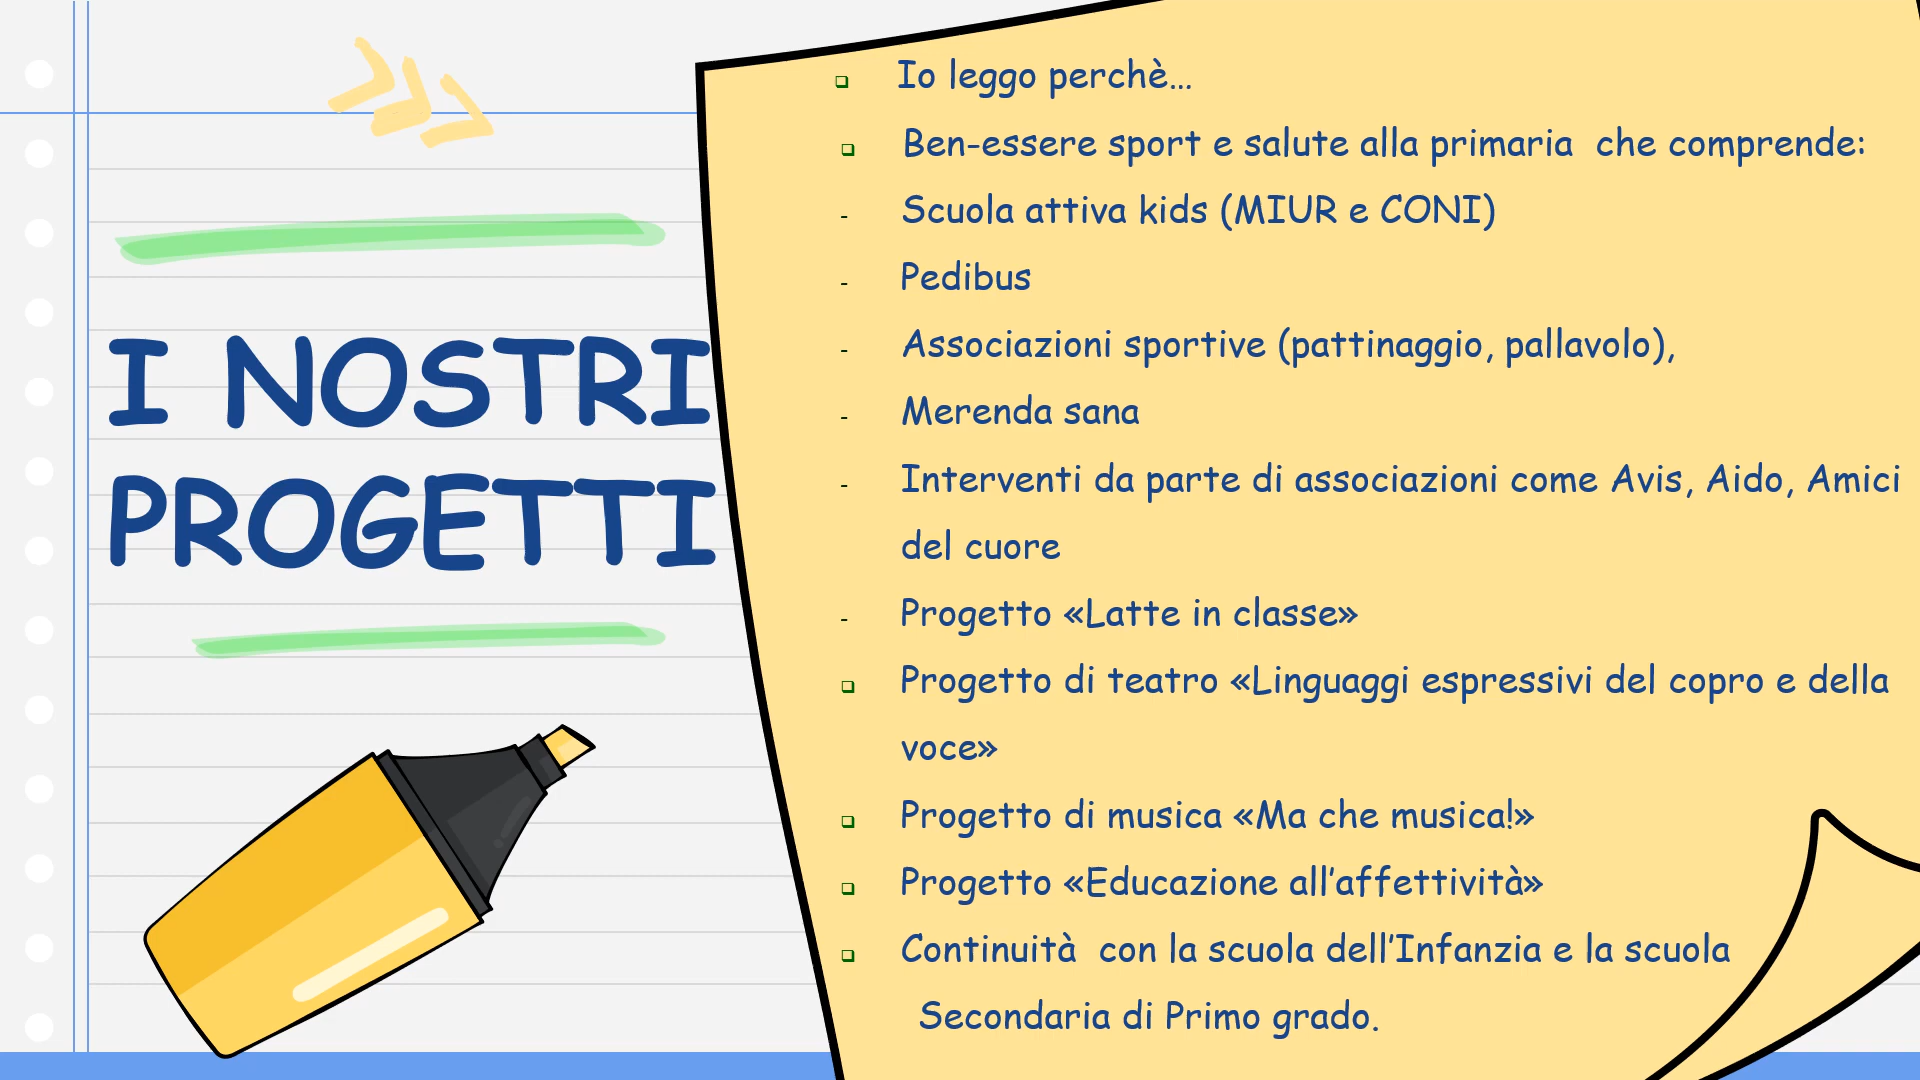 I NOSTRI
PROGETTI
❑ Io leggo perchè...
❑ Ben-essere sport e salute alla primaria  che comprende:
- Scuola attiva kids (MIUR e CONI)
- Pedibus
- Associazioni sportive (pattinaggio, pallavolo),
- Merenda sana
- Interventi da parte di associazioni come Avis, Aido, Amici
del cuore
- Progetto «Latte in classe»
❑ Progetto di teatro «Linguaggi espressivi del copro e della
voce»
❑ Progetto di musica «Ma che musica!»
❑ Progetto «Educazione all'affettività»
❑ Continuità  con la scuola dell'Infanzia e la scuola
Secondaria di Primo grado.